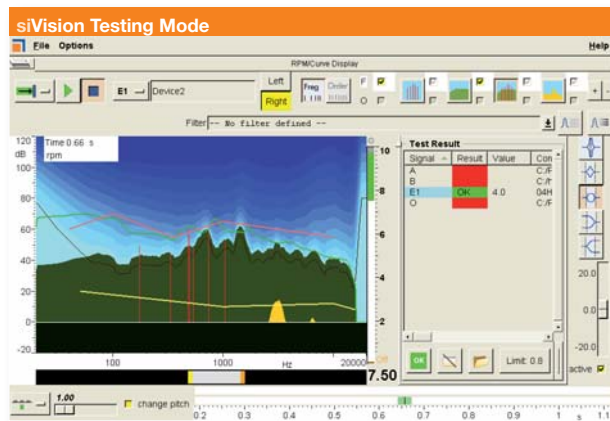 siVision Testing Mode
File Options Help
RPM/Curve Display
E1 Device2 Left Right Freq Order F O
Filter -- No filter defined --
Time 0.66 s
rpm
120
dB
100
80
60
40
20
0
-20
100 1000 Hz 20000
10
8
6
4
2
Off
7.50
Test Result
Signal Result Value Con
A C:/F
B
E1 OK 4.0 04H
O C:/F
OK Limit: 0.8
20.0
0.0
-20.0
active
1.00
change pitch
0.2 0.3 0.4 0.5 0.6 0.7 0.8 0.9 1 s 1.1